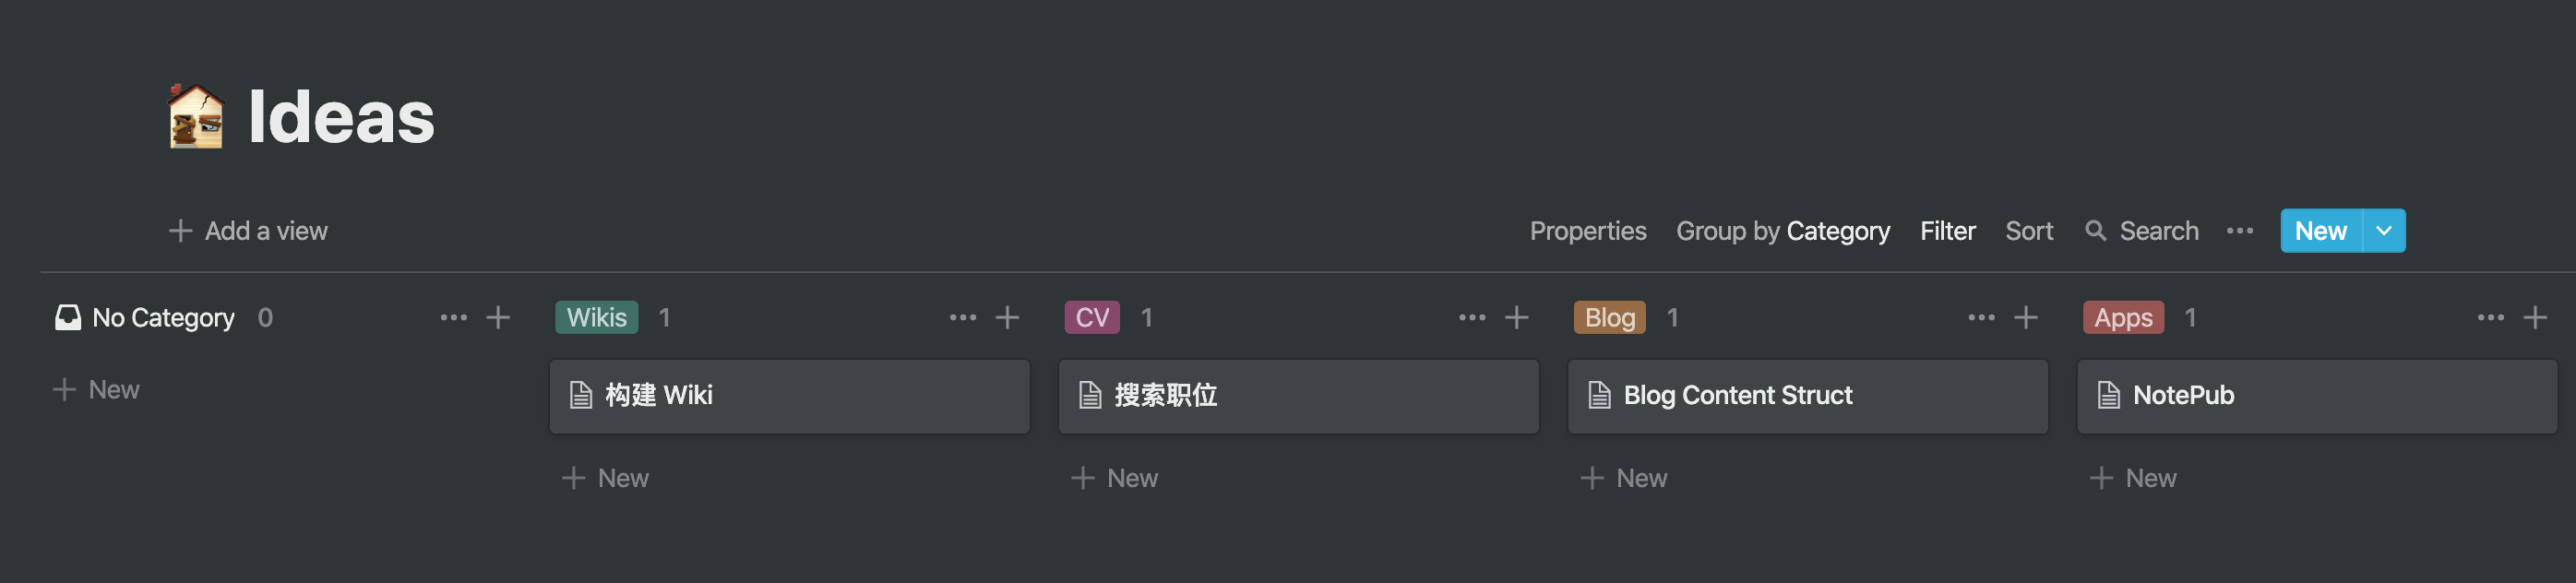 Ideas
Add a view
Properties Group by Category Filter Sort Search New
No Category 0
Wikis 1
CV 1
Blog 1
Apps 1
New
构建 Wiki
搜索职位
Blog Content Struct
NotePub
New
New
New
New